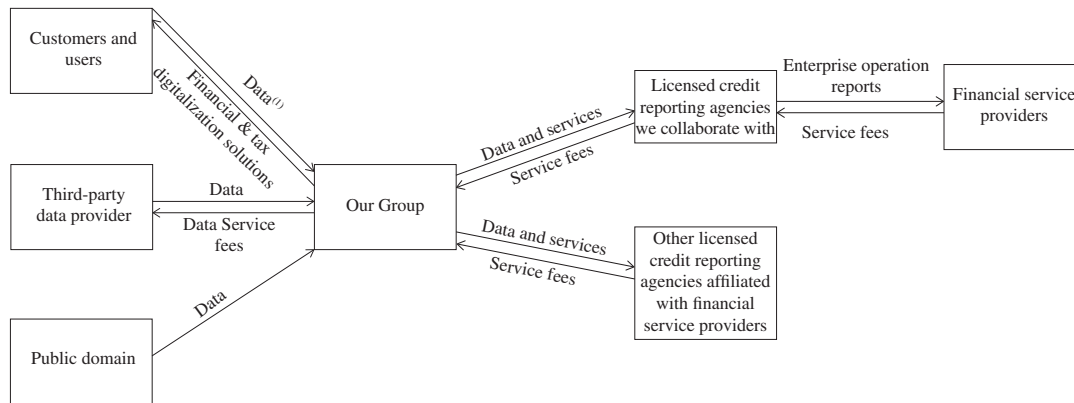 Customers and
users
Data(1)
Financial & tax
digitalization solutions
Third-party
data provider
Data
Data Service
fees
Public domain
Data
Our Group
Data and services
Service fees
Data and services
Service fees
Licensed credit
reporting agencies
we collaborate with
Other licensed
credit reporting
agencies affiliated
with financial
service providers
Enterprise operation
reports
Service fees
Financial service
providers